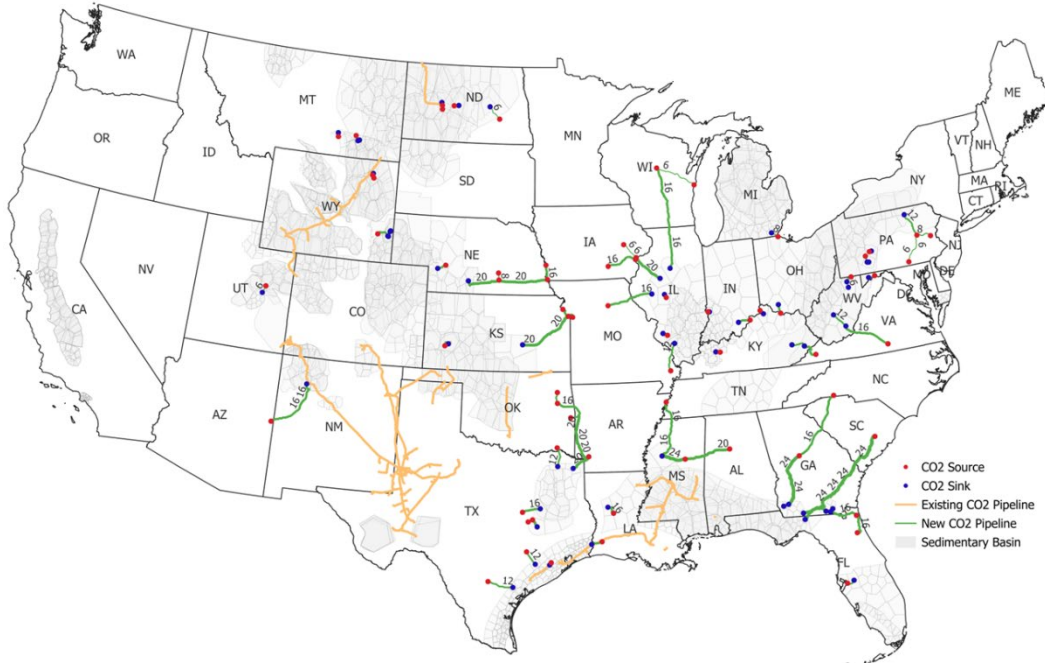 WA
ME
MT
ND
6
MN
VT
NH
OR
ID
WI
6
16
NY
MA
RI
SD
MI
CT
WY
12
8
PA
6
6
8
IA
6
6
NE
16
20
16
16
20
8
20
OH
NV
UT
6
16
IL
IN
WV
6
CO
12
VA
16
CA
KS
20
20
MO
12
KY
NC
TN
16
16
OK
16
16
SC
AZ
NM
20
20
AR
16
24
20
GA
16
24
24
24
24
24
24
12
MS
AL
TX
16
LA
16
16
12
12
FL
CO2 Source
CO2 Sink
Existing CO2 Pipeline
New CO2 Pipeline
Sedimentary Basin